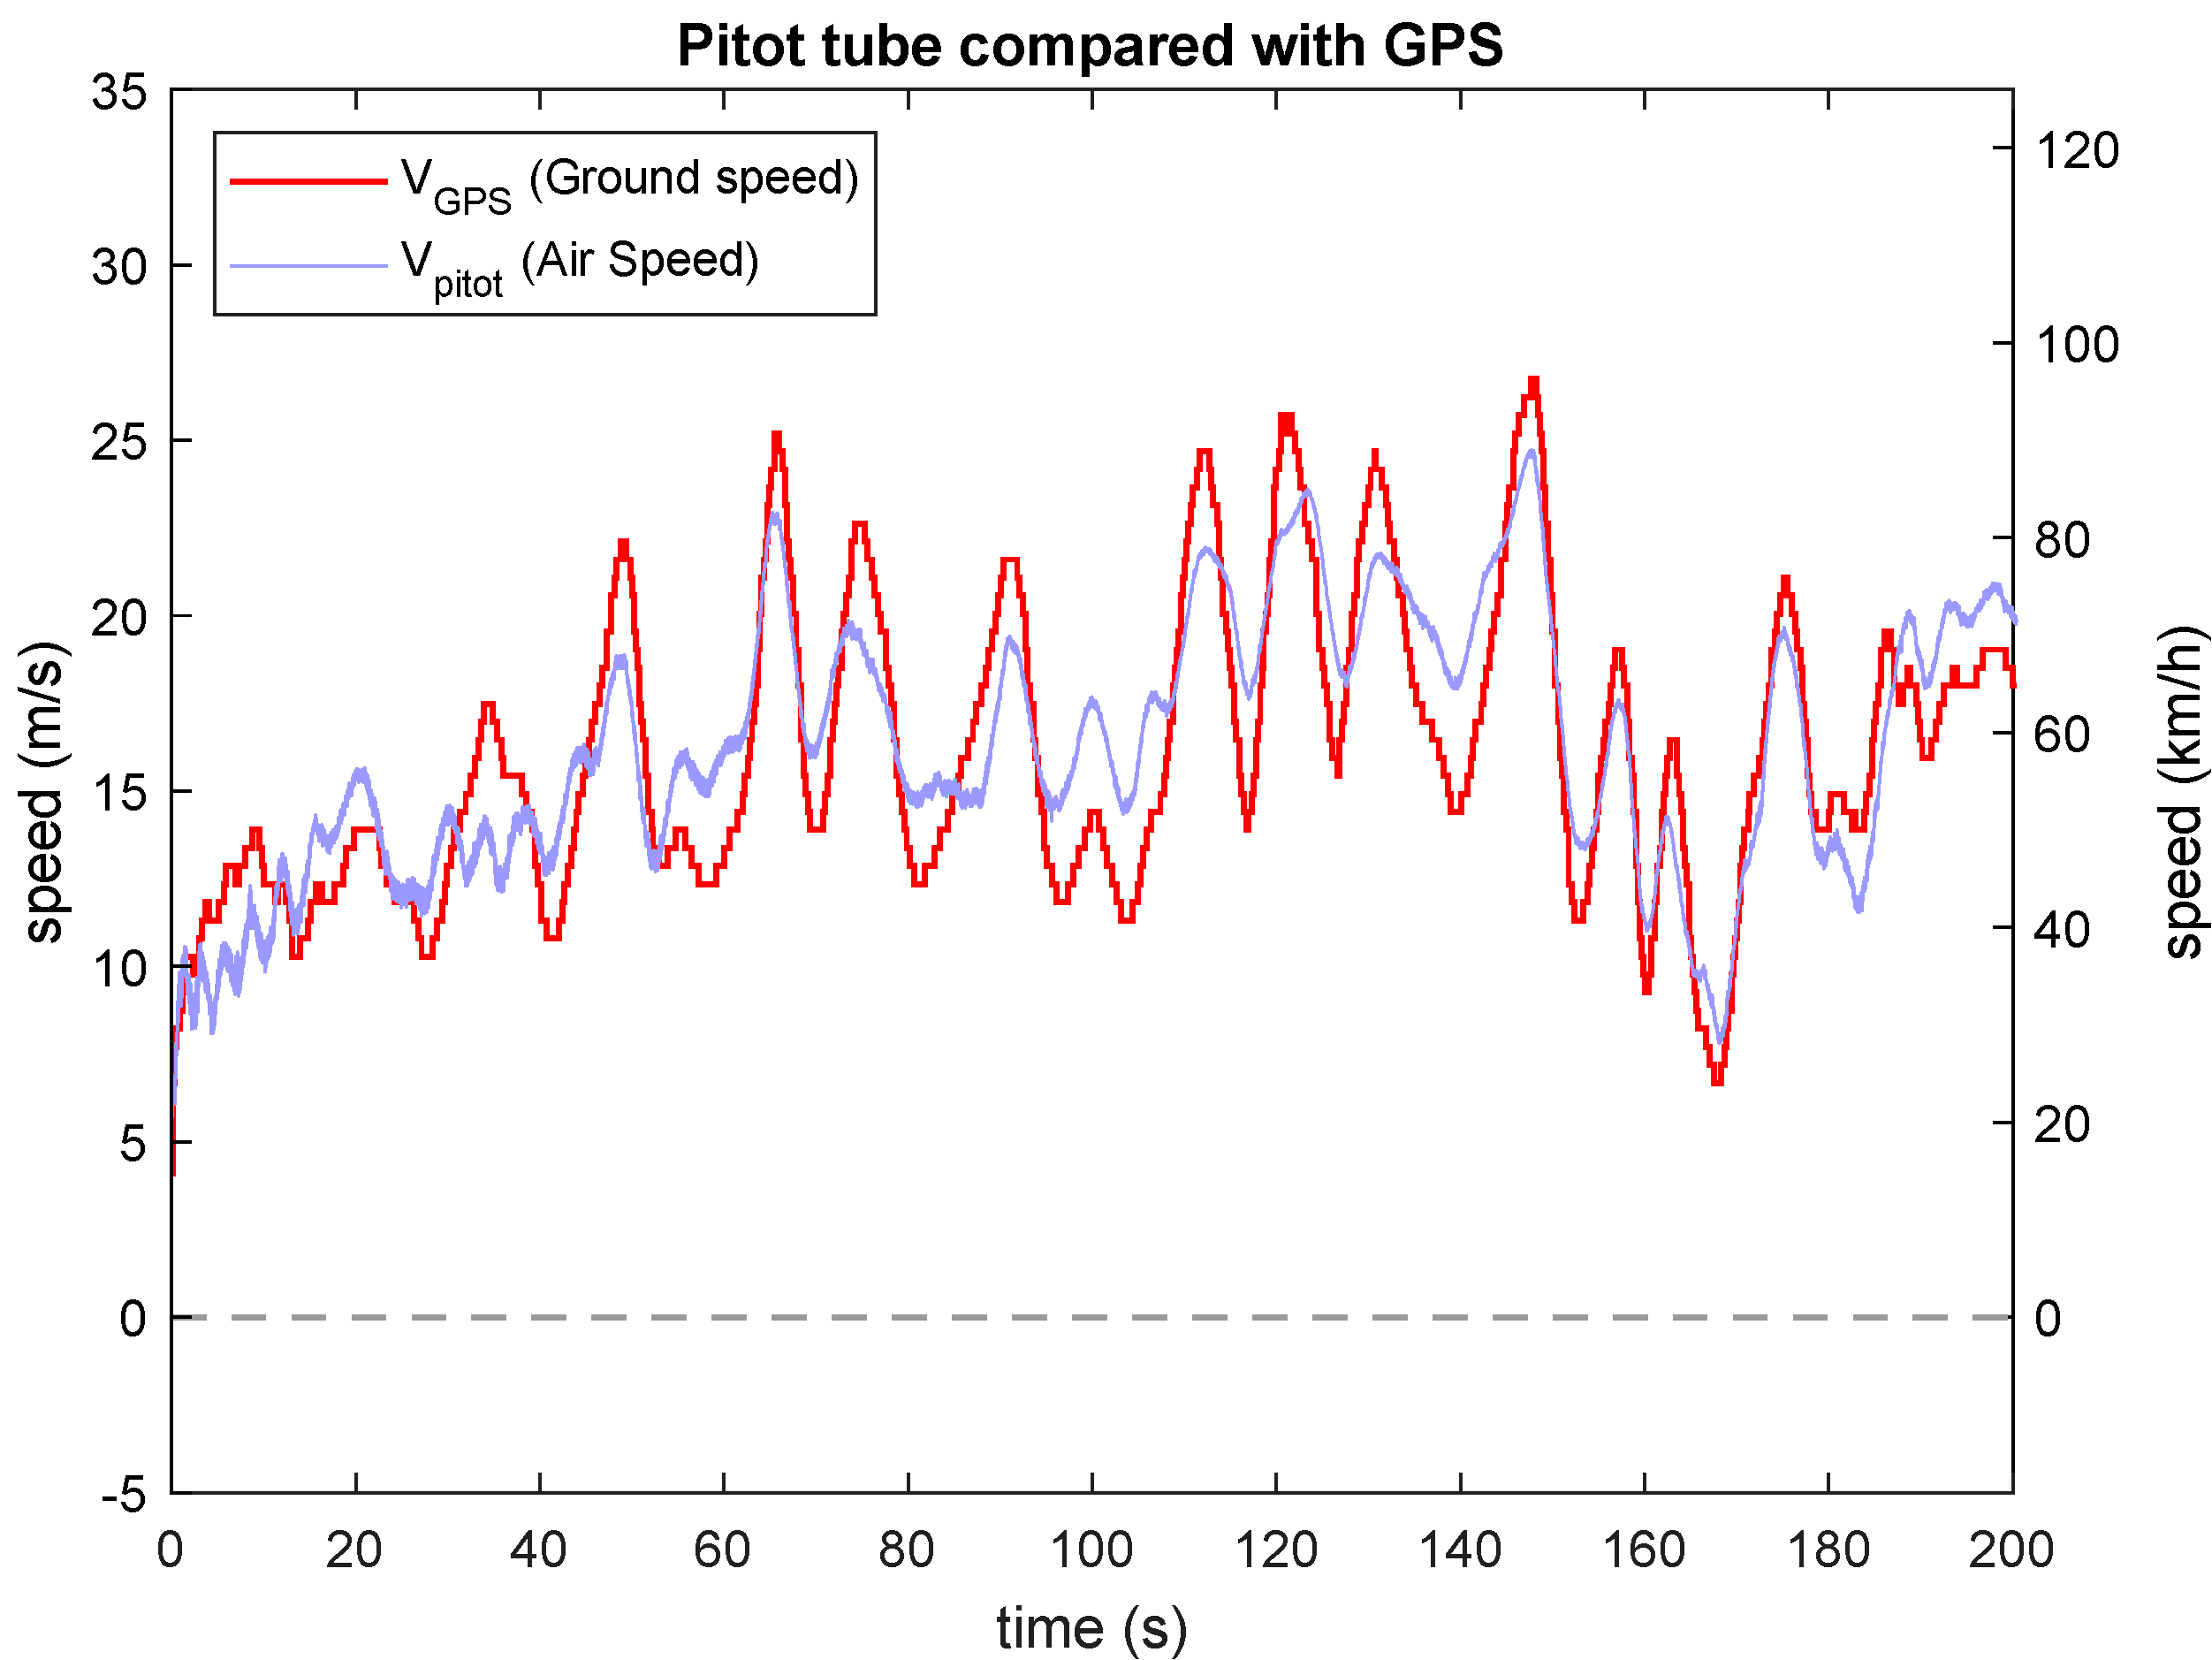 Pitot tube compared with GPS
35
30
25
20
15
10
5
0
-5
speed (m/s)
V_GPS (Ground speed)
V_pitot (Air Speed)
120
100
80
60
40
20
0
speed (km/h)
0 20 40 60 80 100 120 140 160 180 200
time (s)